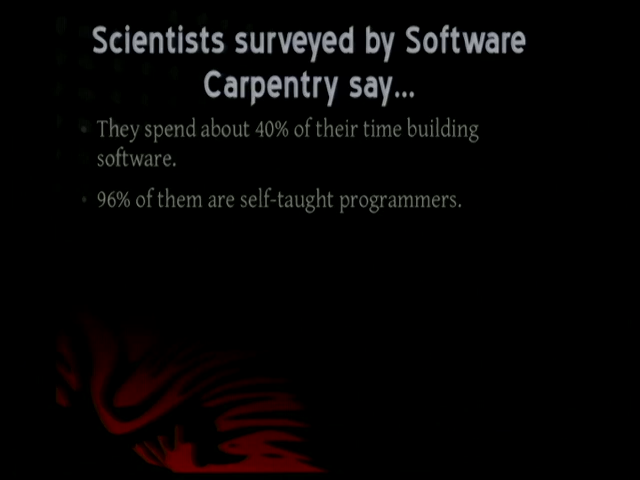 Scientists surveyed by Software
Carpentry say...
• They spend about 40% of their time building
software.
• 96% of them are self-taught programmers.